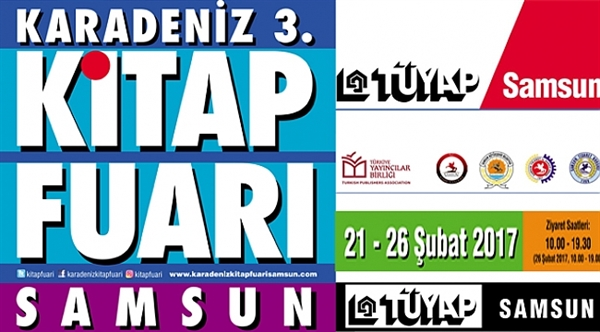 KARADENİZ 3.
KİTAP
FUARI
kitapfuari karadenizkitapfuari kitapfuari www.karadenizkitapfuarisamsun.com
SAMSUN
TÜYAP Samsun
TÜRKİYE
YAYINCILAR
BİRLİĞİ
TURKISH PUBLISHERS ASSOCIATION
21 - 26 Şubat 2017
Ziyaret Saatleri:
10.00 - 19.30
(26 Şubat 2017, 10.00 - 19.00)
TÜYAP SAMSUN